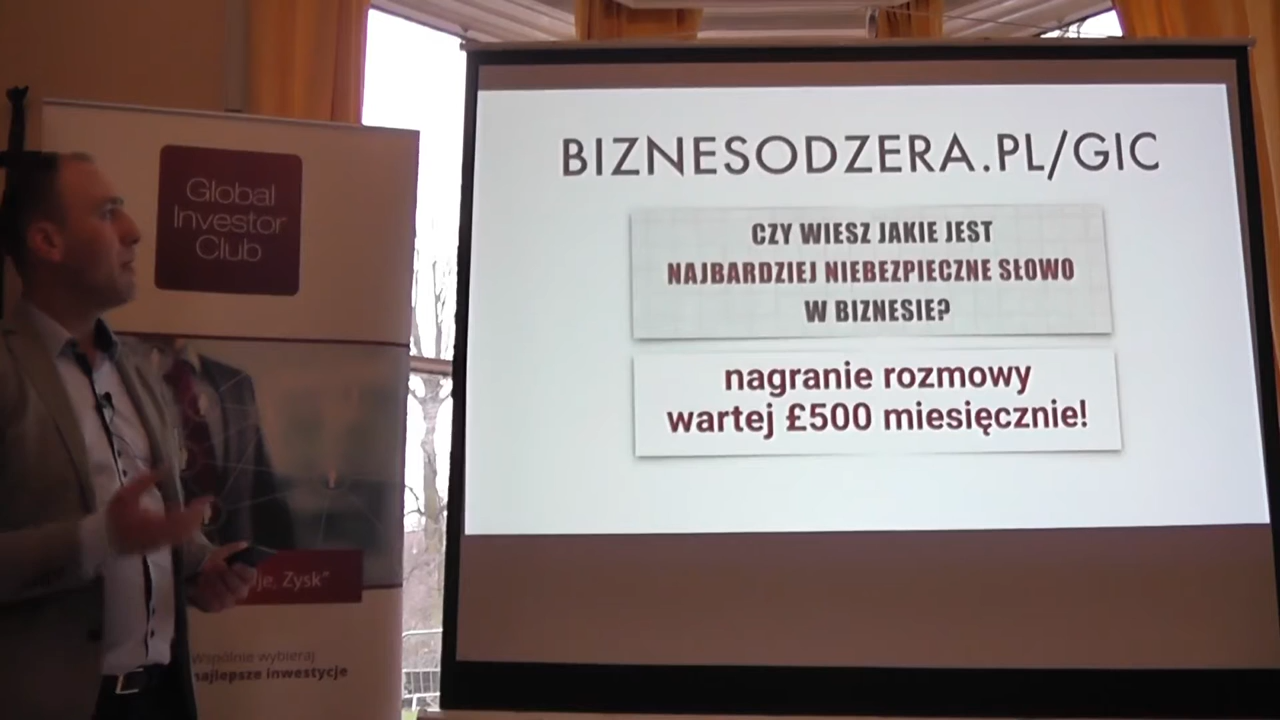 Global
Investor
Club
je, Zysk"
Wspólnie wybieraj
najlepsze inwestycje
BIZNESODZERA.PL/GIC
CZY WIESZ JAKIE JEST
NAJBARDZIEJ NIEBEZPIECZNE SŁOWO
W BIZNESIE?
nagranie rozmowy
wartej £500 miesięcznie!